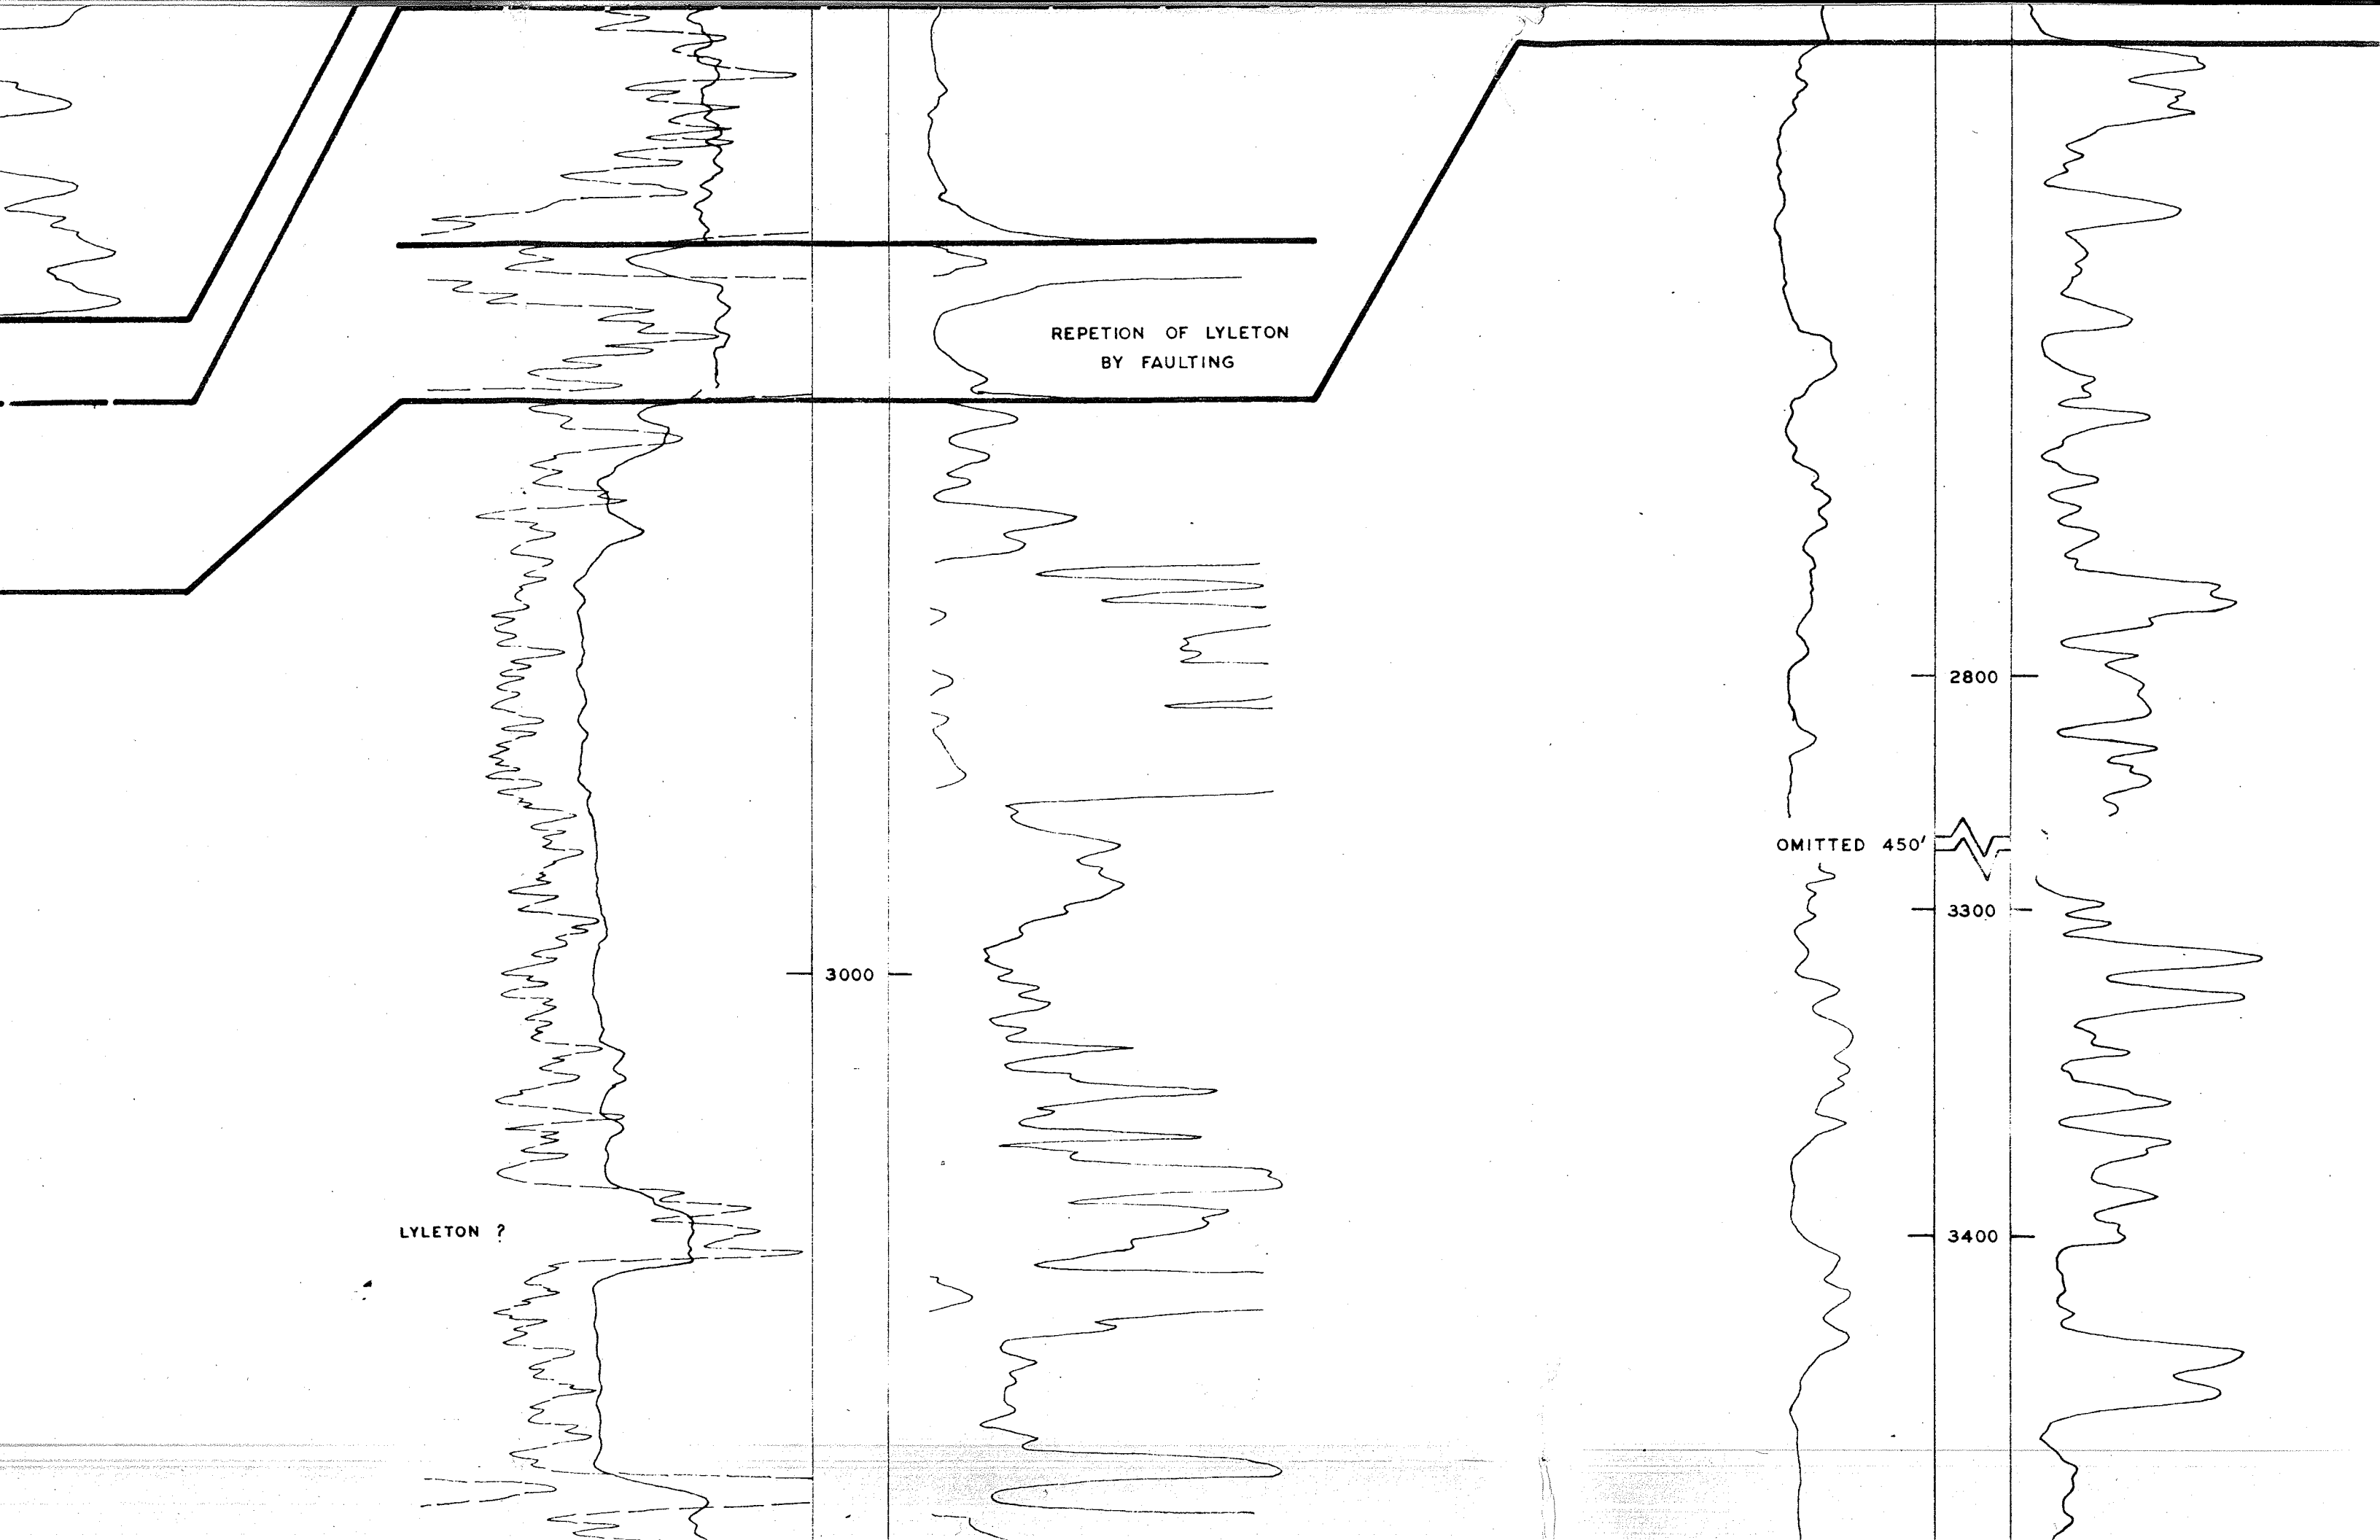 REPETION OF LYLETON
BY FAULTING
2800
OMITTED 450'
3300
3000
LYLETON ?
3400